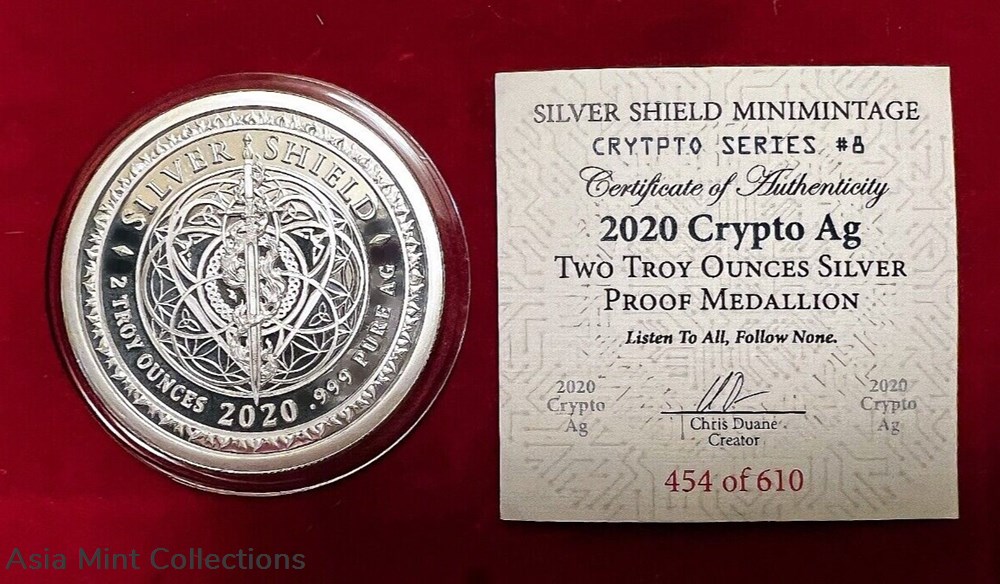 SILVER SHIELD
2 TROY OUNCES 2020 .999 PURE AG
SILVER SHIELD MINIMINTAGE
CRYTPTO SERIES #8
Certificate of Authenticity
2020 Crypto Ag
TWO TROY OUNCES SILVER
PROOF MEDALLION
Listen To All, Follow None.
2020
Crypto
Ag
Chris Duane
Creator
2020
Crypto
Ag
454 of 610
Asia Mint Collections